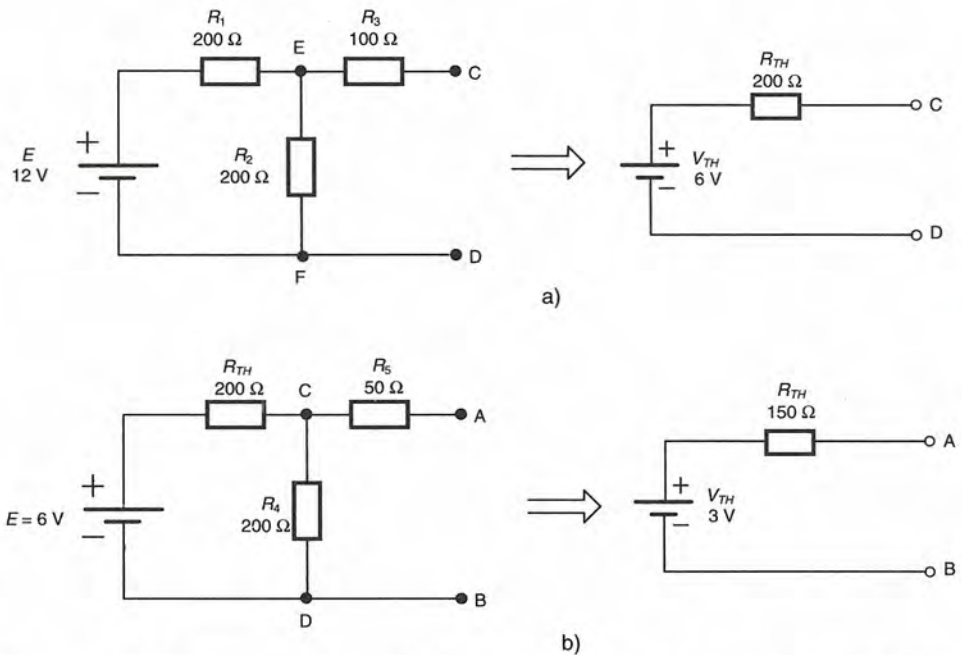 R1
200 Ω
E
R3
100 Ω
C
RTH
200 Ω
C
+
E
12 V
−
R2
200 Ω
+
VTH
6 V
−
D
F
D
a)
RTH
200 Ω
C
R5
50 Ω
A
RTH
150 Ω
A
+
E = 6 V
−
R4
200 Ω
+
VTH
3 V
−
B
D
B
b)